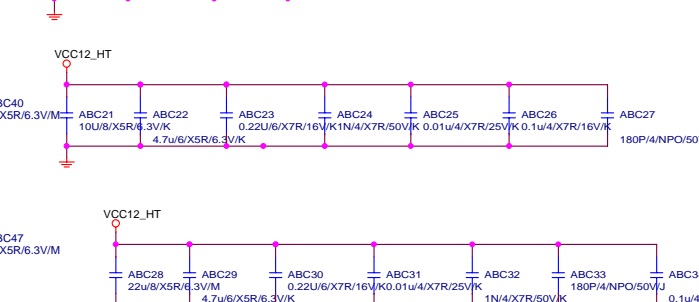 VCC12_HT
BC40
X5R/6.3V/M
ABC21
10U/8/X5R/6.3V/K
ABC22
4.7u/6/X5R/6.3V/K
ABC23
0.22U/6/X7R/16V/K
ABC24
1N/4/X7R/50V/K
ABC25
0.01u/4/X7R/25V/K
ABC26
0.1u/4/X7R/16V/K
ABC27
180P/4/NPO/50V
VCC12_HT
BC47
X5R/6.3V/M
ABC28
22u/8/X5R/6.3V/M
ABC29
4.7u/6/X5R/6.3V/K
ABC30
0.22U/6/X7R/16V/K
ABC31
0.01u/4/X7R/25V/K
ABC32
1N/4/X7R/50V/K
ABC33
180P/4/NPO/50V/J
ABC3
0.1u/4